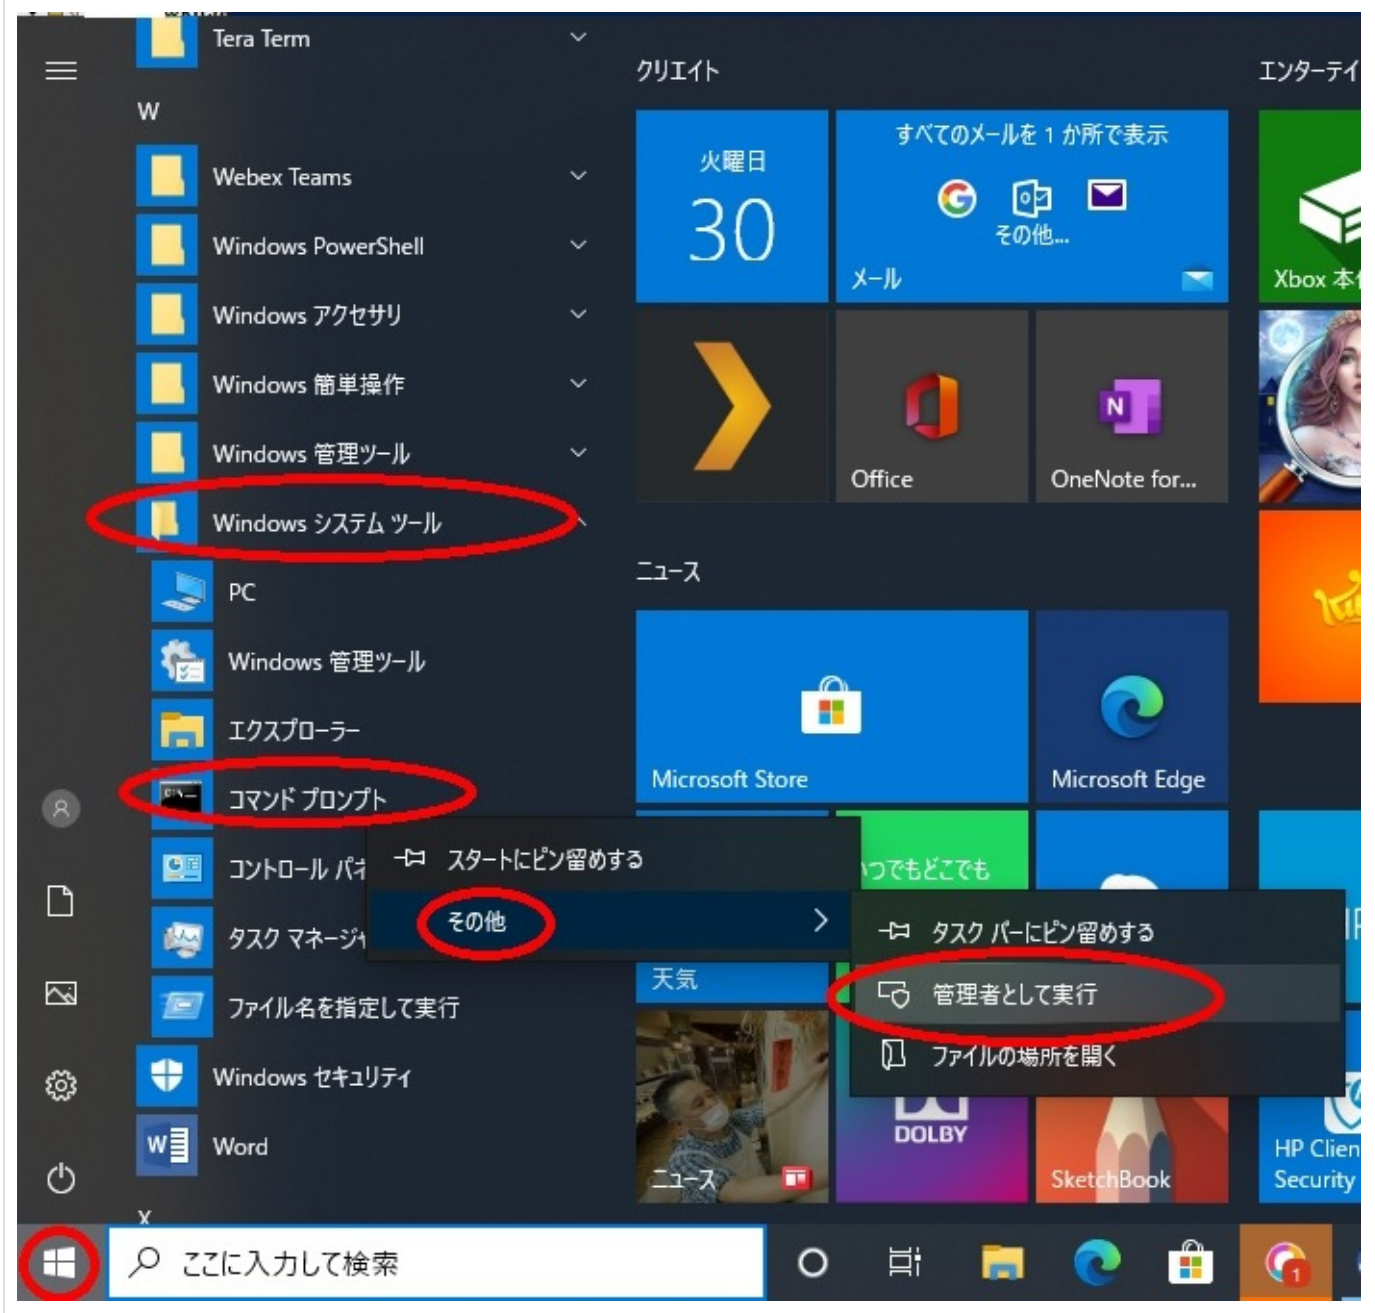 Tera Term
W
Webex Teams
Windows PowerShell
Windows アクセサリ
Windows 簡単操作
Windows 管理ツール
Windows システム ツール
PC
Windows 管理ツール
エクスプローラー
コマンド プロンプト
コントロール パネ
タスク マネージャ
ファイル名を指定して実行
Windows セキュリティ
Word
X
スタートにピン留めする
その他
タスク バーにピン留めする
管理者として実行
ファイルの場所を開く
クリエイト
火曜日
30
すべてのメールを 1 か所で表示
その他...
メール
Office
N
OneNote for...
ニュース
Microsoft Store
Microsoft Edge
いつでもどこでも
天気
ニュース
DOLBY
SketchBook
エンターテイ
Xbox 本体
HP Clien
Security
ここに入力して検索
1